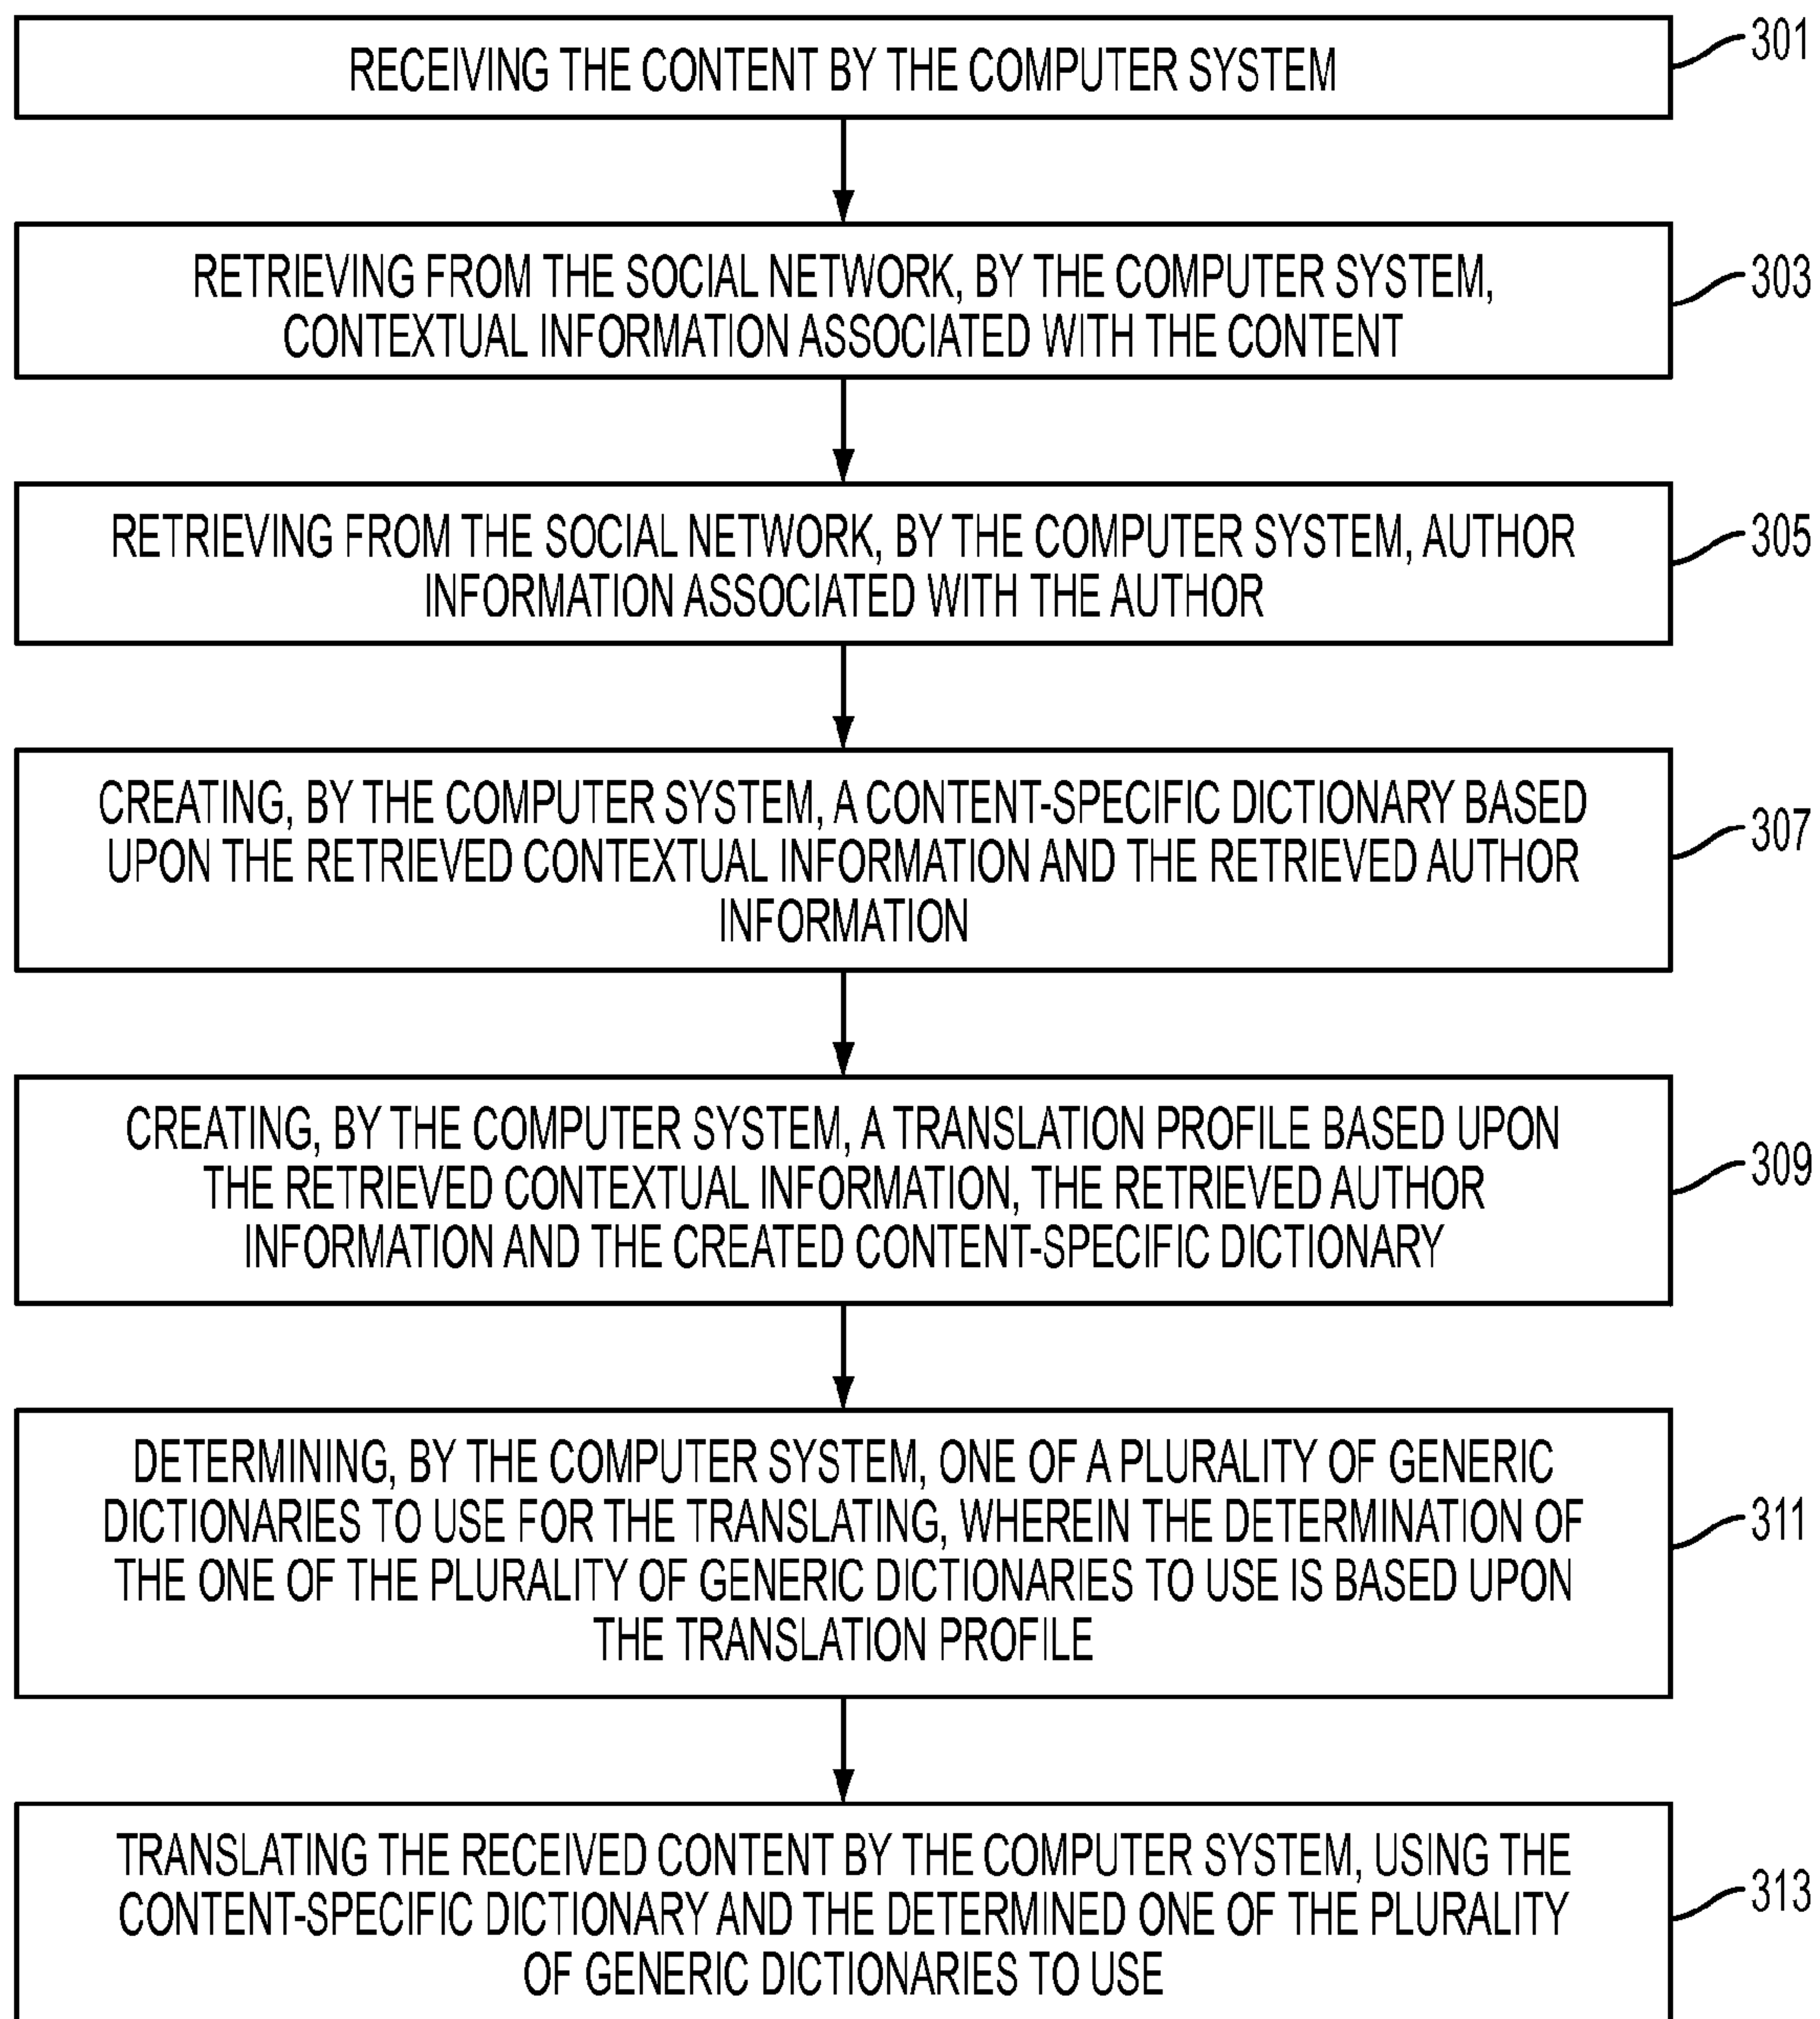 RECEIVING THE CONTENT BY THE COMPUTER SYSTEM
301
RETRIEVING FROM THE SOCIAL NETWORK, BY THE COMPUTER SYSTEM,
CONTEXTUAL INFORMATION ASSOCIATED WITH THE CONTENT
303
RETRIEVING FROM THE SOCIAL NETWORK, BY THE COMPUTER SYSTEM, AUTHOR
INFORMATION ASSOCIATED WITH THE AUTHOR
305
CREATING, BY THE COMPUTER SYSTEM, A CONTENT-SPECIFIC DICTIONARY BASED
UPON THE RETRIEVED CONTEXTUAL INFORMATION AND THE RETRIEVED AUTHOR
INFORMATION
307
CREATING, BY THE COMPUTER SYSTEM, A TRANSLATION PROFILE BASED UPON
THE RETRIEVED CONTEXTUAL INFORMATION, THE RETRIEVED AUTHOR
INFORMATION AND THE CREATED CONTENT-SPECIFIC DICTIONARY
309
DETERMINING, BY THE COMPUTER SYSTEM, ONE OF A PLURALITY OF GENERIC
DICTIONARIES TO USE FOR THE TRANSLATING, WHEREIN THE DETERMINATION OF
THE ONE OF THE PLURALITY OF GENERIC DICTIONARIES TO USE IS BASED UPON
THE TRANSLATION PROFILE
311
TRANSLATING THE RECEIVED CONTENT BY THE COMPUTER SYSTEM, USING THE
CONTENT-SPECIFIC DICTIONARY AND THE DETERMINED ONE OF THE PLURALITY
OF GENERIC DICTIONARIES TO USE
313